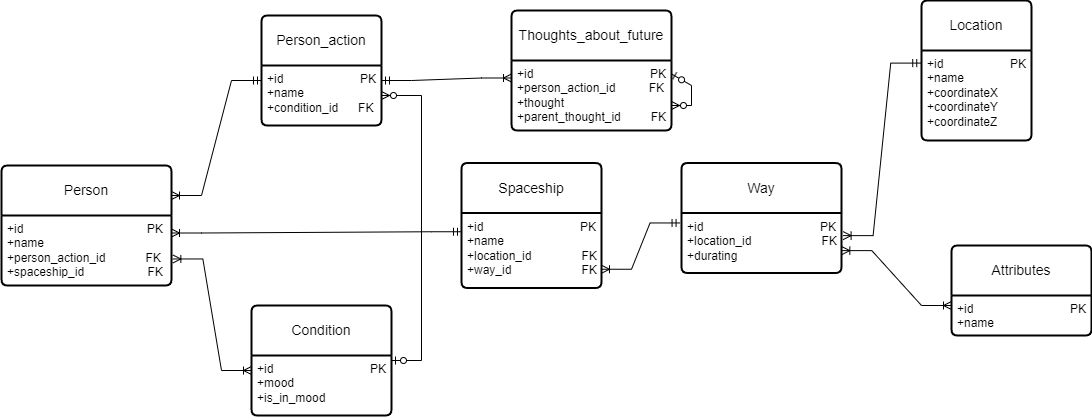 Person_action
+id PK
+name
+condition_id FK
Thoughts_about_future
+id PK
+person_action_id FK
+thought
+parent_thought_id FK
Location
+id PK
+name
+coordinateX
+coordinateY
+coordinateZ
Person
+id PK
+name
+person_action_id FK
+spaceship_id FK
Spaceship
+id PK
+name
+location_id FK
+way_id FK
Way
+id PK
+location_id FK
+durating
Attributes
+id PK
+name
Condition
+id PK
+mood
+is_in_mood